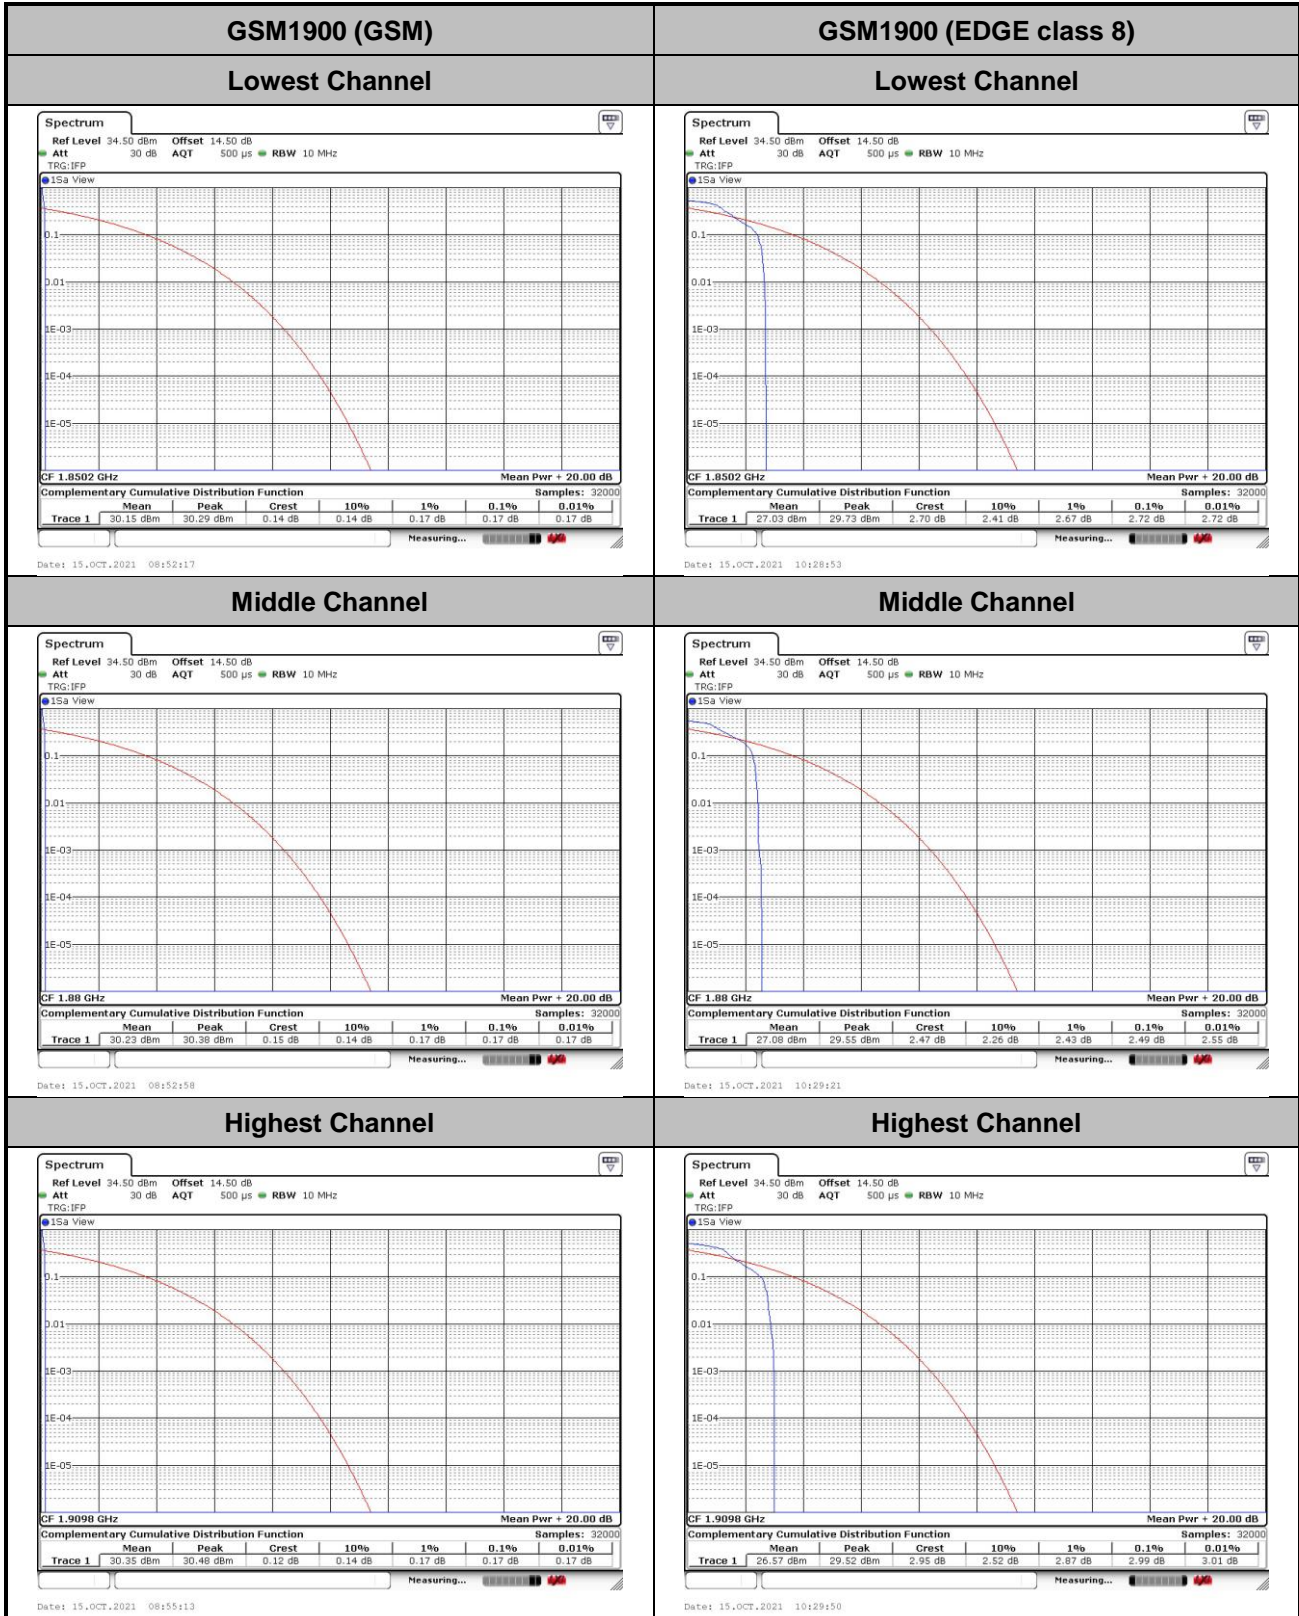 GSM1900 (GSM)
GSM1900 (EDGE class 8)
Lowest Channel
Lowest Channel
Spectrum
Ref Level 34.50 dBm Offset 14.50 dB
Att 30 dB AQT 500 µs RBW 10 MHz
TRG:IFP
1Sa View
0.1
0.01
1E-03
1E-04
1E-05
CF 1.8502 GHz Mean Pwr + 20.00 dB
Complementary Cumulative Distribution Function Samples: 32000
Mean Peak Crest 10% 1% 0.1% 0.01%
Trace 1 30.15 dBm 30.29 dBm 0.14 dB 0.14 dB 0.17 dB 0.17 dB 0.17 dB
Measuring...
Date: 15.OCT.2021 08:52:17
Spectrum
Ref Level 34.50 dBm Offset 14.50 dB
Att 30 dB AQT 500 µs RBW 10 MHz
TRG:IFP
1Sa View
0.1
0.01
1E-03
1E-04
1E-05
CF 1.8502 GHz Mean Pwr + 20.00 dB
Complementary Cumulative Distribution Function Samples: 32000
Mean Peak Crest 10% 1% 0.1% 0.01%
Trace 1 27.03 dBm 29.73 dBm 2.70 dB 2.41 dB 2.67 dB 2.72 dB 2.72 dB
Measuring...
Date: 15.OCT.2021 10:28:53
Middle Channel
Middle Channel
Spectrum
Ref Level 34.50 dBm Offset 14.50 dB
Att 30 dB AQT 500 µs RBW 10 MHz
TRG:IFP
1Sa View
0.1
0.01
1E-03
1E-04
1E-05
CF 1.88 GHz Mean Pwr + 20.00 dB
Complementary Cumulative Distribution Function Samples: 32000
Mean Peak Crest 10% 1% 0.1% 0.01%
Trace 1 30.23 dBm 30.38 dBm 0.15 dB 0.14 dB 0.17 dB 0.17 dB 0.17 dB
Measuring...
Date: 15.OCT.2021 08:52:58
Spectrum
Ref Level 34.50 dBm Offset 14.50 dB
Att 30 dB AQT 500 µs RBW 10 MHz
TRG:IFP
1Sa View
0.1
0.01
1E-03
1E-04
1E-05
CF 1.88 GHz Mean Pwr + 20.00 dB
Complementary Cumulative Distribution Function Samples: 32000
Mean Peak Crest 10% 1% 0.1% 0.01%
Trace 1 27.08 dBm 29.55 dBm 2.47 dB 2.26 dB 2.43 dB 2.49 dB 2.55 dB
Measuring...
Date: 15.OCT.2021 10:29:21
Highest Channel
Highest Channel
Spectrum
Ref Level 34.50 dBm Offset 14.50 dB
Att 30 dB AQT 500 µs RBW 10 MHz
TRG:IFP
1Sa View
0.1
0.01
1E-03
1E-04
1E-05
CF 1.9098 GHz Mean Pwr + 20.00 dB
Complementary Cumulative Distribution Function Samples: 32000
Mean Peak Crest 10% 1% 0.1% 0.01%
Trace 1 30.35 dBm 30.48 dBm 0.12 dB 0.14 dB 0.17 dB 0.17 dB 0.17 dB
Measuring...
Date: 15.OCT.2021 08:55:13
Spectrum
Ref Level 34.50 dBm Offset 14.50 dB
Att 30 dB AQT 500 µs RBW 10 MHz
TRG:IFP
1Sa View
0.1
0.01
1E-03
1E-04
1E-05
CF 1.9098 GHz Mean Pwr + 20.00 dB
Complementary Cumulative Distribution Function Samples: 32000
Mean Peak Crest 10% 1% 0.1% 0.01%
Trace 1 26.57 dBm 29.52 dBm 2.95 dB 2.52 dB 2.87 dB 2.99 dB 3.01 dB
Measuring...
Date: 15.OCT.2021 10:29:50